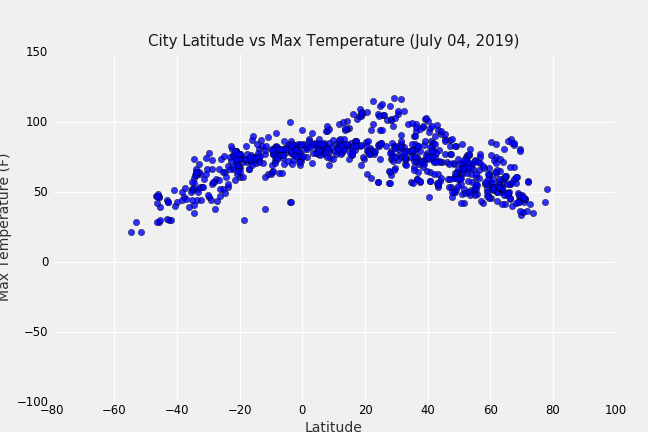 City Latitude vs Max Temperature (July 04, 2019)
150
100
50
0
−50
−100
Max Temperature (F)
−80 −60 −40 −20 0 20 40 60 80 100
Latitude